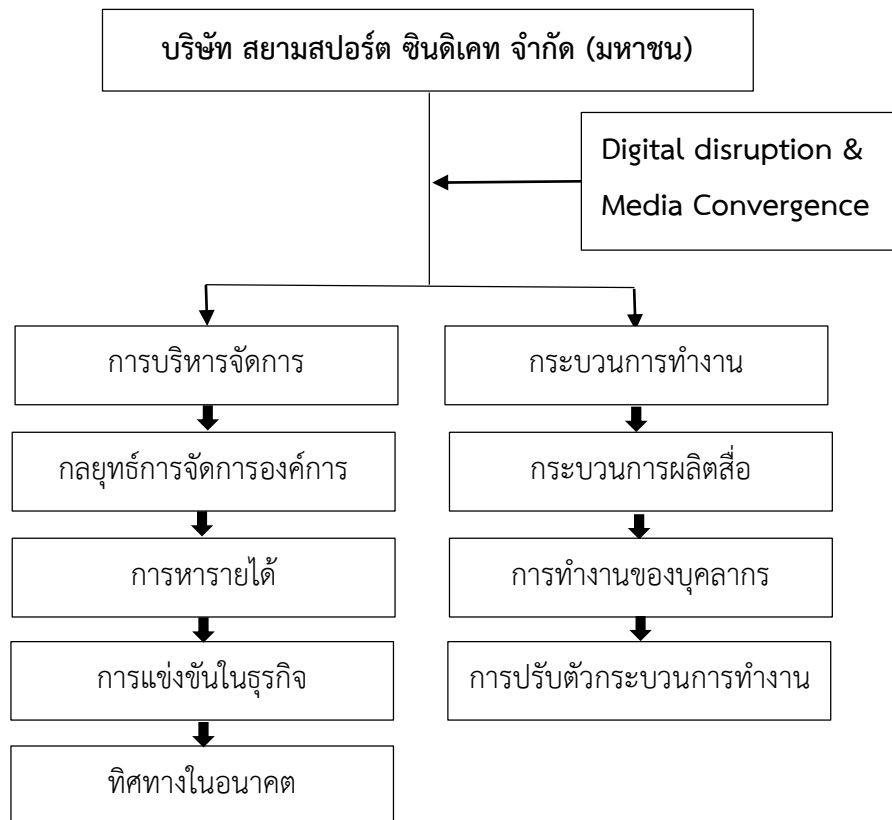 บริษัท สยามสปอร์ต ซินดิเคท จำกัด (มหาชน)
Digital disruption &
Media Convergence
การบริหารจัดการ
กลยุทธ์การจัดการองค์การ
การหารายได้
การแข่งขันในธุรกิจ
ทิศทางในอนาคต
กระบวนการทำงาน
กระบวนการผลิตสื่อ
การทำงานของบุคลากร
การปรับตัวกระบวนการทำงาน